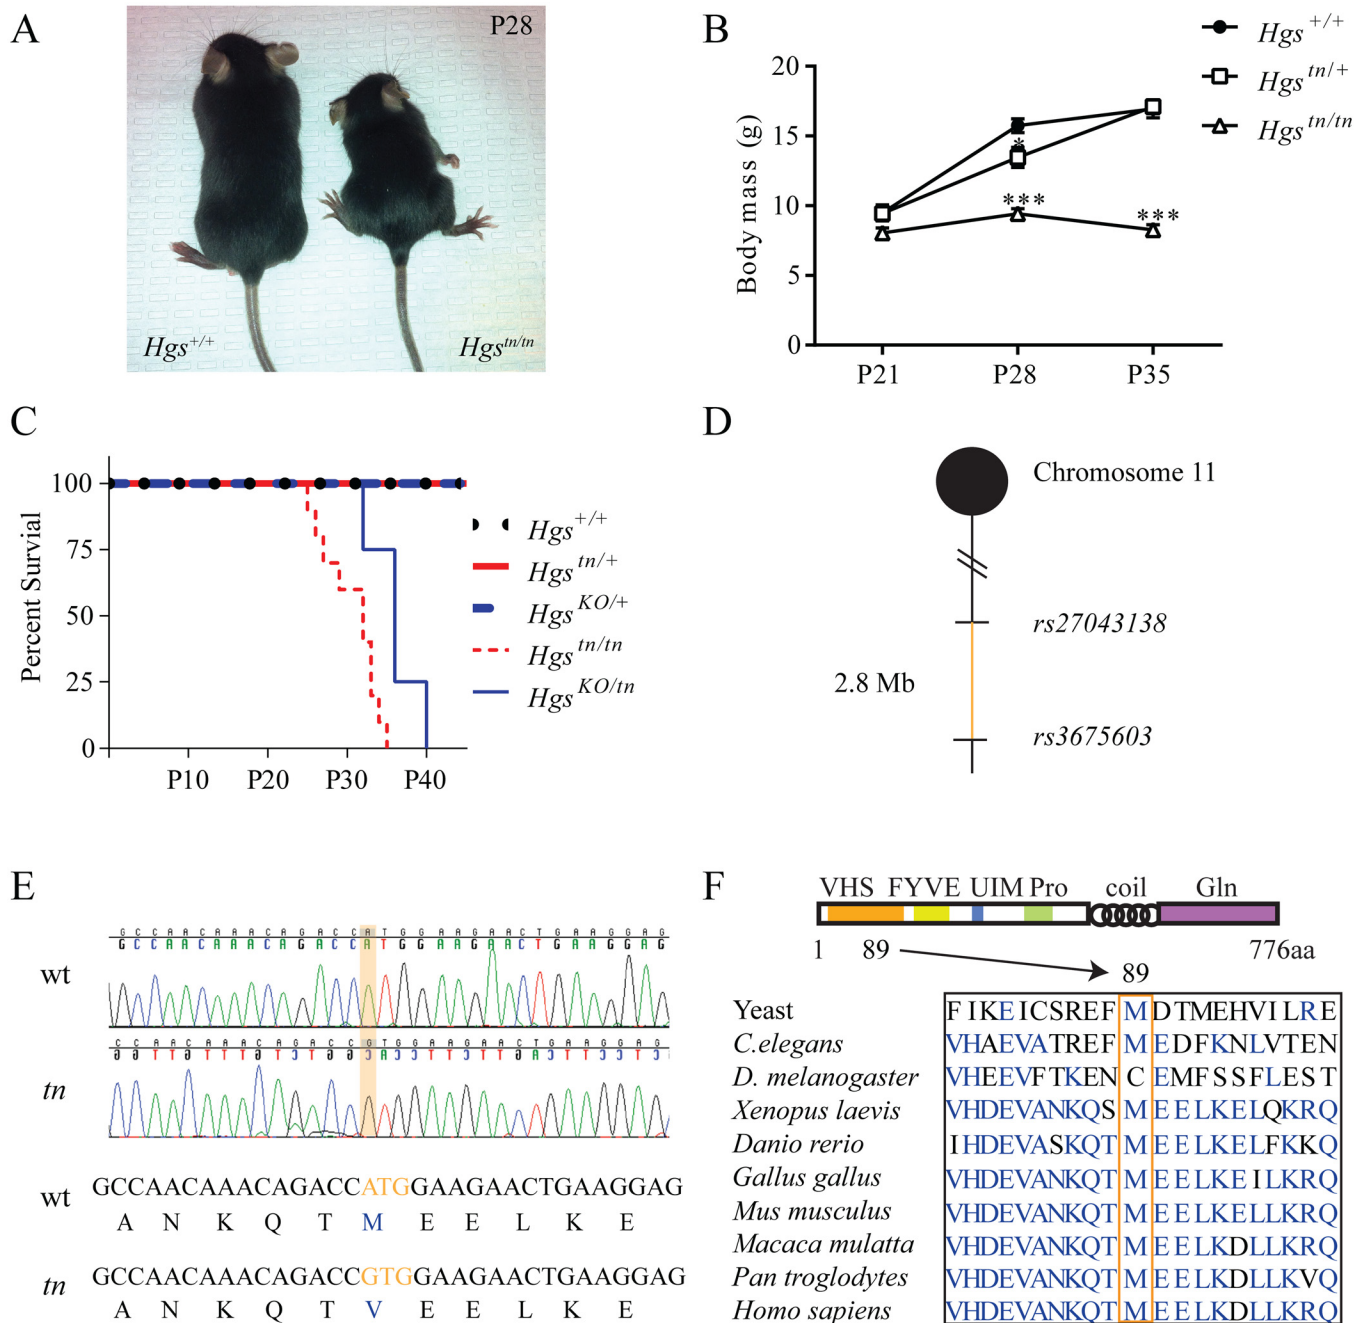 A
P28
Hgs+/+
Hgstn/tn
B
Hgs+/+
Hgstn/+
Hgstn/tn
Body mass (g)
20
15
10
5
0
*
***
***
P21 P28 P35
C
Percent Survial
100
75
50
25
0
P10 P20 P30 P40
Hgs+/+
Hgstn/+
HgsKO/+
Hgstn/tn
HgsKO/tn
D
Chromosome 11
rs27043138
2.8 Mb
rs3675603
E
wt
GCCAACAAACAGACCATGGAAGAACTGAAGGAG
GCCAACAAACAGACCATGGAAGAACTGAAGGAG
tn
wt GCCAACAAACAGACCATGGAAGAACTGAAGGAG
A N K Q T M E E L K E
tn GCCAACAAACAGACCGTGGAAGAACTGAAGGAG
A N K Q T V E E L K E
F
VHS FYVE UIM Pro coil Gln
1 89 776aa
89
Yeast FIKEICSREFMDTMEHVILRE
C.elegans VHAEVATREFMEDFKNLVTEN
D. melanogaster VHEEVFTKENCEMFSSFLEST
Xenopus laevis VHDEVANKQSMEELKELQKRQ
Danio rerio IHDEVASKQTMEELKELFKKQ
Gallus gallus VHDEVANKQTMEELKEILKRQ
Mus musculus VHDEVANKQTMEELKELLKRQ
Macaca mulatta VHDEVANKQTMEELKDLLKRQ
Pan troglodytes VHDEVANKQTMEELKDLLKVQ
Homo sapiens VHDEVANKQTMEELKDLLKRQ